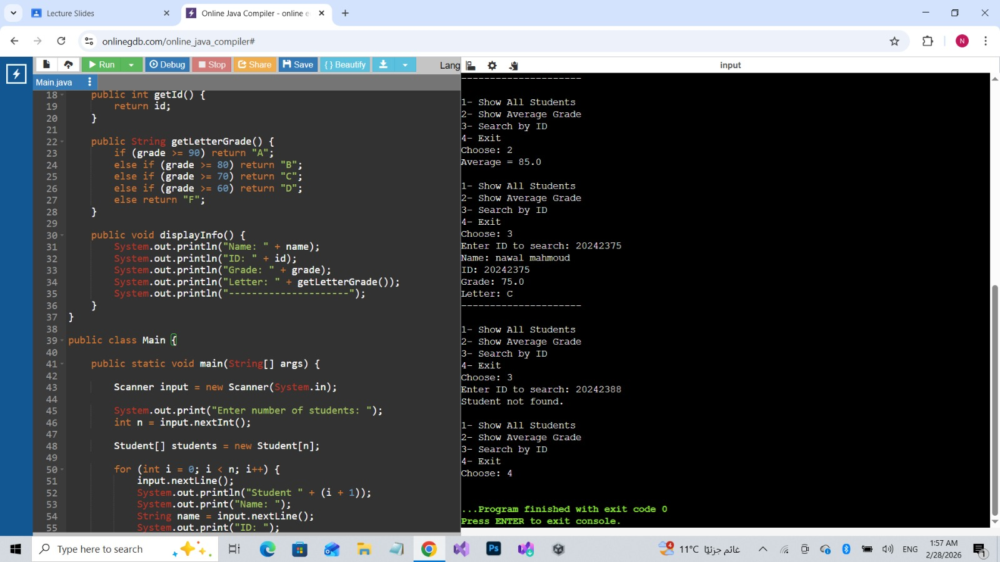 Lecture Slides
Online Java Compiler - online e
onlinegdb.com/online_java_compiler#
N
Run
Debug
Stop
Share
Save
{ } Beautify
Lang
input
Main.java
18 public int getId() {
19 return id;
20 }
21
22 public String getLetterGrade() {
23 if (grade >= 90) return "A";
24 else if (grade >= 80) return "B";
25 else if (grade >= 70) return "C";
26 else if (grade >= 60) return "D";
27 else return "F";
28 }
29
30 public void displayInfo() {
31 System.out.println("Name: " + name);
32 System.out.println("ID: " + id);
33 System.out.println("Grade: " + grade);
34 System.out.println("Letter: " + getLetterGrade());
35 System.out.println("---------------------");
36 }
37 }
38
39 public class Main {
40
41 public static void main(String[] args) {
42
43 Scanner input = new Scanner(System.in);
44
45 System.out.print("Enter number of students: ");
46 int n = input.nextInt();
47
48 Student[] students = new Student[n];
49
50 for (int i = 0; i < n; i++) {
51 input.nextLine();
52 System.out.println("Student " + (i + 1));
53 System.out.print("Name: ");
54 String name = input.nextLine();
55 System.out.print("ID: ");
---------------------
1- Show All Students
2- Show Average Grade
3- Search by ID
4- Exit
Choose: 2
Average = 85.0
1- Show All Students
2- Show Average Grade
3- Search by ID
4- Exit
Choose: 3
Enter ID to search: 20242375
Name: nawal mahmoud
ID: 20242375
Grade: 75.0
Letter: C
---------------------
1- Show All Students
2- Show Average Grade
3- Search by ID
4- Exit
Choose: 3
Enter ID to search: 20242388
Student not found.
1- Show All Students
2- Show Average Grade
3- Search by ID
4- Exit
Choose: 4
...Program finished with exit code 0
Press ENTER to exit console.
Type here to search
Ps
4
11°C غائم جزئيًا
ENG
1:57 AM
2/28/2026
1